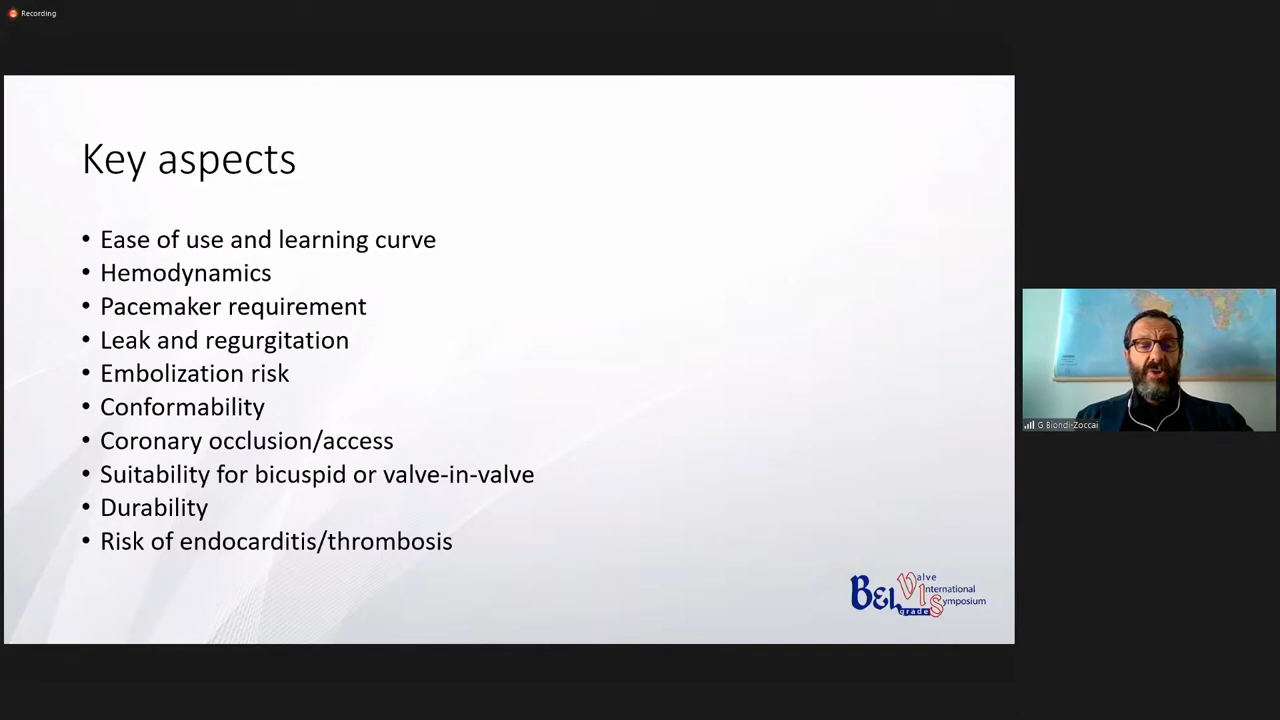 Recording
Key aspects
• Ease of use and learning curve
• Hemodynamics
• Pacemaker requirement
• Leak and regurgitation
• Embolization risk
• Conformability
• Coronary occlusion/access
• Suitability for bicuspid or valve-in-valve
• Durability
• Risk of endocarditis/thrombosis
BELgrade
Valve
International
Symposium
G Biondi-Zoccai